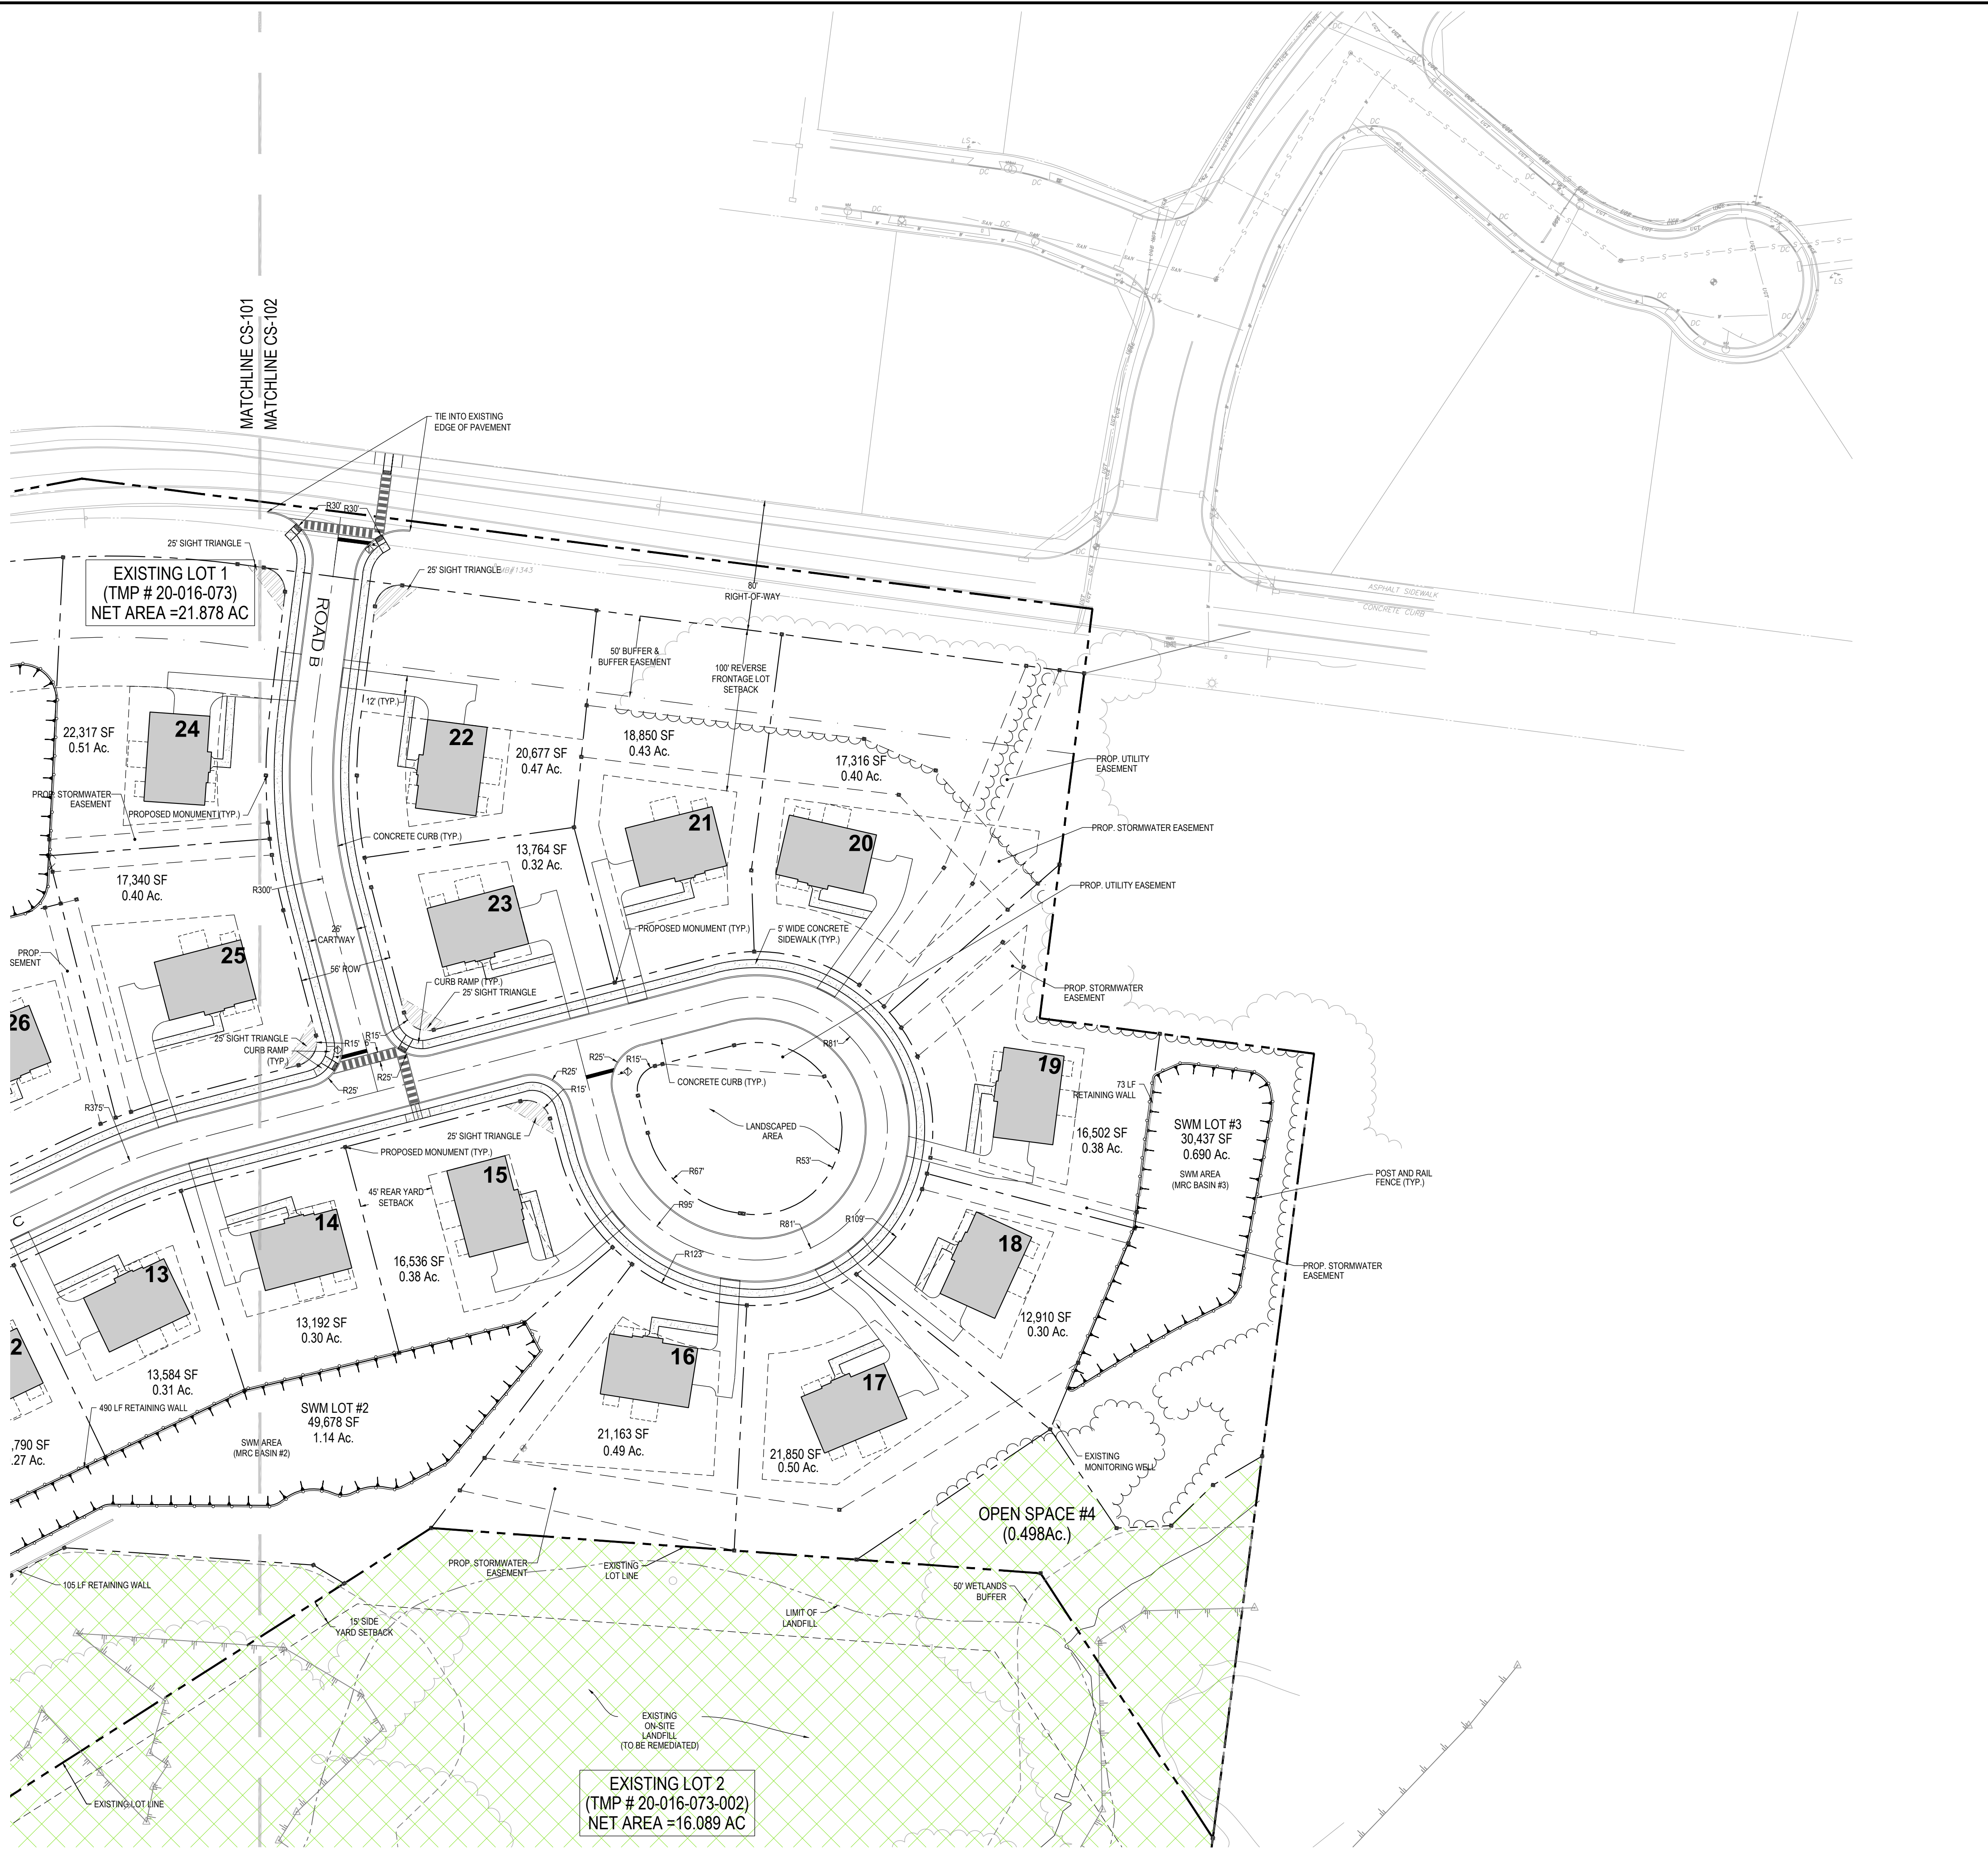 MATCHLINE CS-101
MATCHLINE CS-102
TIE INTO EXISTING
EDGE OF PAVEMENT
R30'
R30'
25' SIGHT TRIANGLE
25' SIGHT TRIANGLE
EXISTING LOT 1
(TMP # 20-016-073)
NET AREA =21.878 AC
ROAD B
80'
RIGHT-OF-WAY
ASPHALT SIDEWALK
CONCRETE CURB
50' BUFFER &
BUFFER EASEMENT
100' REVERSE
FRONTAGE LOT
SETBACK
12' (TYP.)
24
22,317 SF
0.51 Ac.
22
20,677 SF
0.47 Ac.
18,850 SF
0.43 Ac.
17,316 SF
0.40 Ac.
PROP. UTILITY
EASEMENT
PROP. STORMWATER
EASEMENT
PROPOSED MONUMENT (TYP.)
CONCRETE CURB (TYP.)
21
20
PROP. STORMWATER EASEMENT
13,764 SF
0.32 Ac.
17,340 SF
0.40 Ac.
R300'
23
PROP. UTILITY EASEMENT
26'
CARTWAY
PROPOSED MONUMENT (TYP.)
5' WIDE CONCRETE
SIDEWALK (TYP.)
PROP.
SEMENT
25
56' ROW
CURB RAMP (TYP.)
25' SIGHT TRIANGLE
PROP. STORMWATER
EASEMENT
26
25' SIGHT TRIANGLE
CURB RAMP
(TYP.)
R15'
R15'
R25'
R25'
R25'
R15'
R25'
R15'
R81'
CONCRETE CURB (TYP.)
19
73 LF
RETAINING WALL
R375'
LANDSCAPED
AREA
16,502 SF
0.38 Ac.
SWM LOT #3
30,437 SF
0.690 Ac.
SWM AREA
(MRC BASIN #3)
25' SIGHT TRIANGLE
PROPOSED MONUMENT (TYP.)
R53'
R67'
POST AND RAIL
FENCE (TYP.)
15
45' REAR YARD
SETBACK
R95'
R81'
R109'
C
14
R123'
18
13
16,536 SF
0.38 Ac.
PROP. STORMWATER
EASEMENT
13,192 SF
0.30 Ac.
12,910 SF
0.30 Ac.
2
16
17
13,584 SF
0.31 Ac.
490 LF RETAINING WALL
SWM LOT #2
49,678 SF
1.14 Ac.
SWM AREA
(MRC BASIN #2)
21,163 SF
0.49 Ac.
21,850 SF
0.50 Ac.
,790 SF
.27 Ac.
EXISTING
MONITORING WELL
OPEN SPACE #4
(0.498Ac.)
PROP. STORMWATER
EASEMENT
EXISTING
LOT LINE
105 LF RETAINING WALL
50' WETLANDS
BUFFER
15' SIDE
YARD SETBACK
LIMIT OF
LANDFILL
EXISTING
ON-SITE
LANDFILL
(TO BE REMEDIATED)
EXISTING LOT LINE
EXISTING LOT 2
(TMP # 20-016-073-002)
NET AREA =16.089 AC